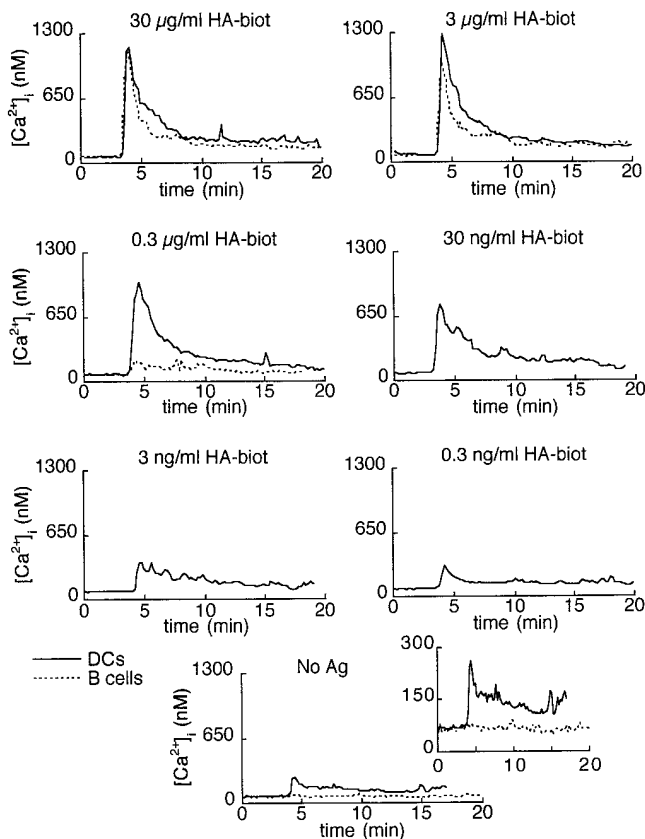 30 µg/ml HA-biot
3 µg/ml HA-biot
[Ca²⁺]ᵢ (nM)
1300
650
0
0 5 10 15 20
time (min)
1300
650
0
0 5 10 15 20
time (min)
0.3 µg/ml HA-biot
30 ng/ml HA-biot
[Ca²⁺]ᵢ (nM)
1300
650
0
0 5 10 15 20
time (min)
1300
650
0
0 5 10 15 20
time (min)
3 ng/ml HA-biot
0.3 ng/ml HA-biot
[Ca²⁺]ᵢ (nM)
1300
650
0
0 5 10 15 20
time (min)
1300
650
0
0 5 10 15 20
time (min)
DCs
B cells
No Ag
[Ca²⁺]ᵢ (nM)
1300
650
0
0 5 10 15 20
time (min)
300
150
0
0 10 20